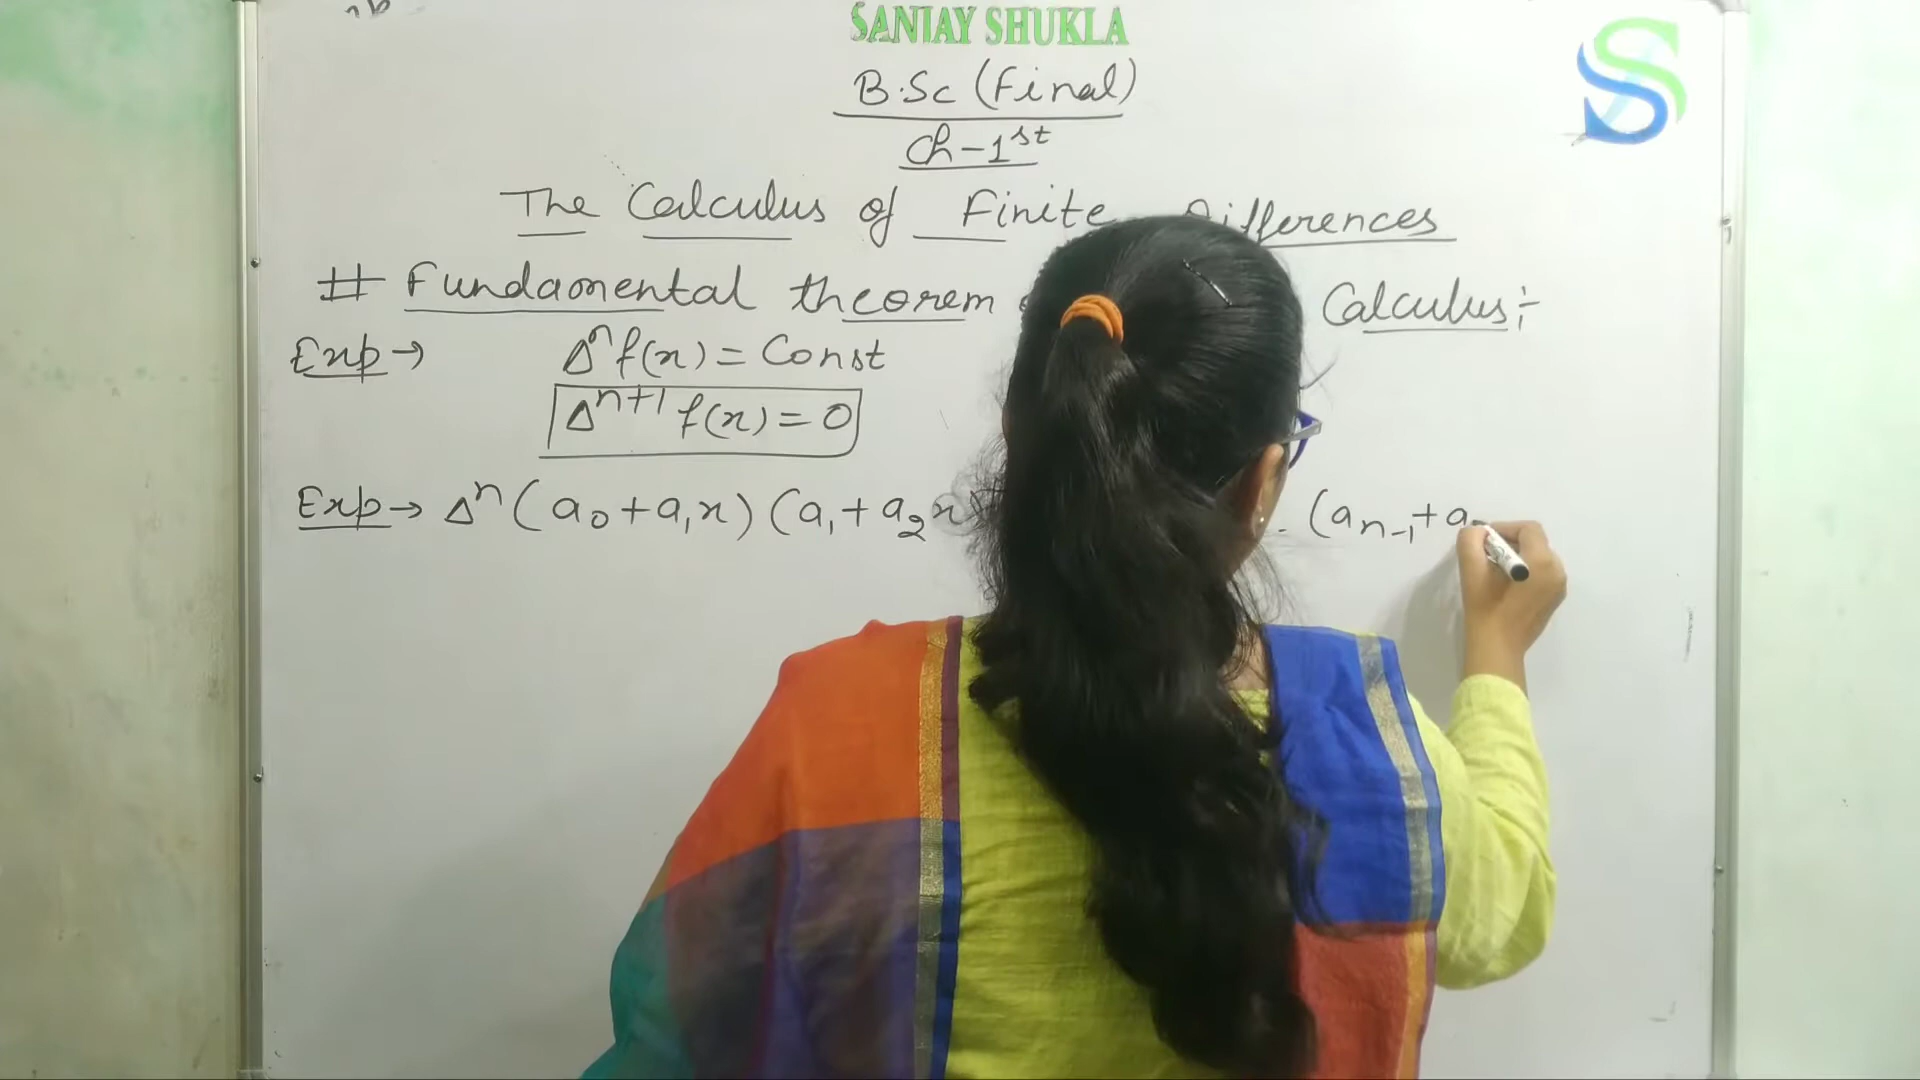 SANJAY SHUKLA
B.Sc (Final)
Ch-1st
The Calculus of Finite Differences
# Fundamental theorem Calculus:-
Exp→ Δⁿ f(x) = Const
Δⁿ⁺¹ f(x) = 0
Exp→ Δⁿ (a₀ + a₁x) (a₁ + a₂x . (aₙ₋₁ + a